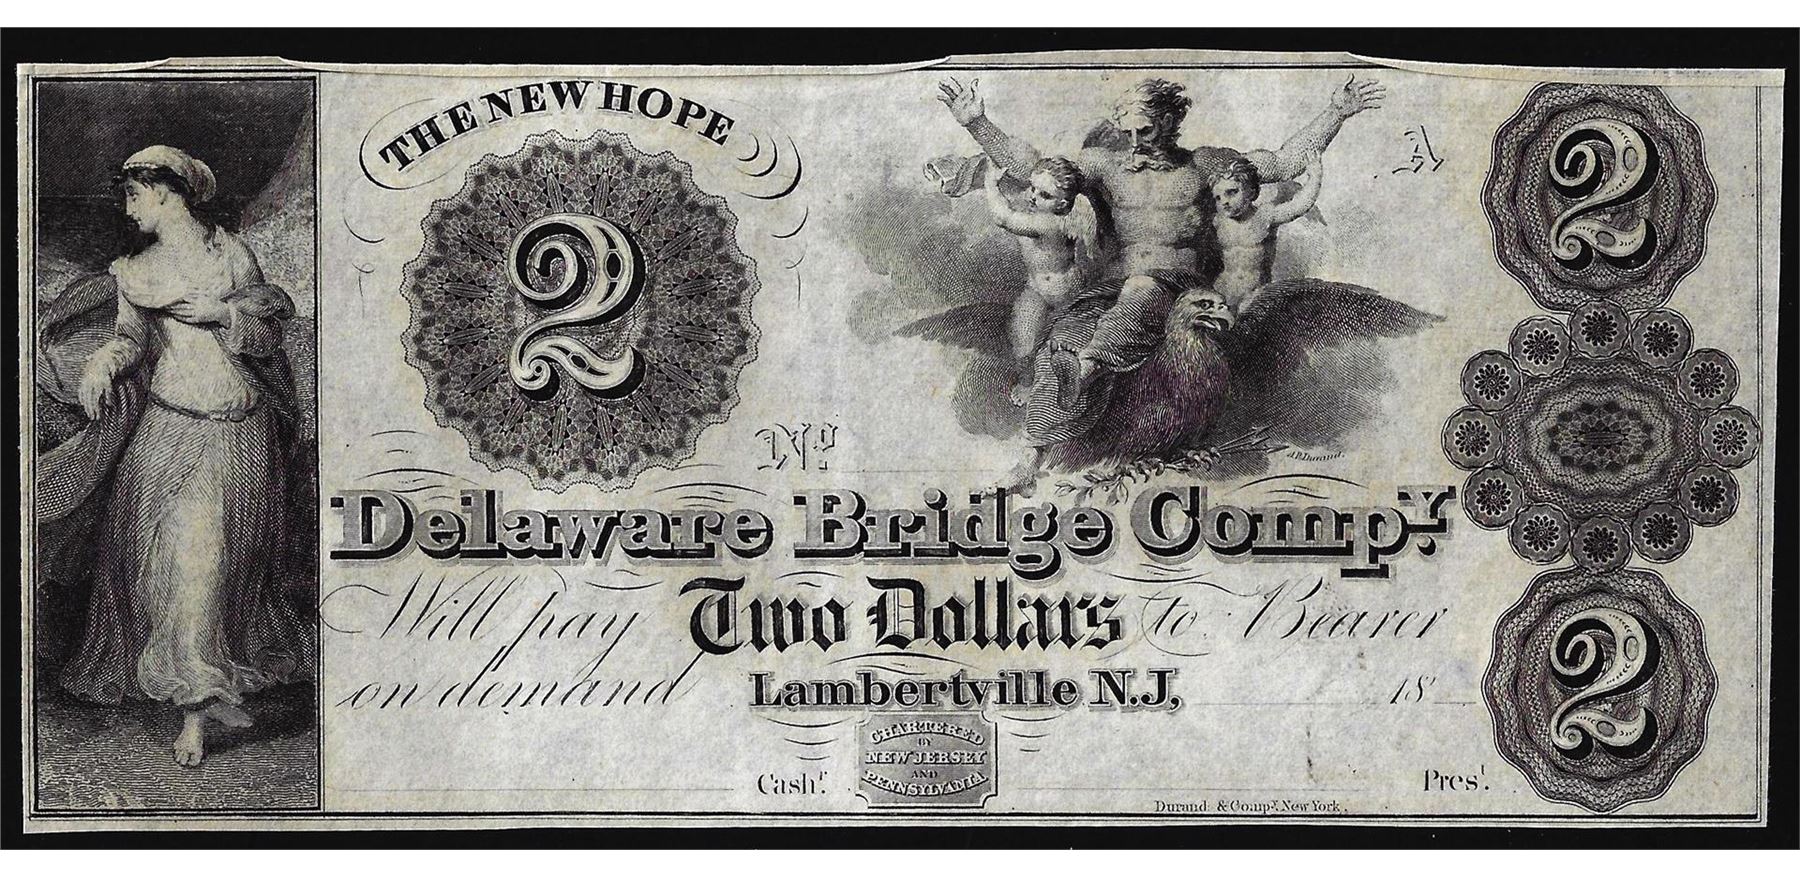 THE NEW HOPE
2
2
A
Nº
J.B.Durand.
Delaware Bridge Compʸ.
Will pay Two Dollars to Bearer
on demand Lambertville N.J, 18
CHARTERED
BY
NEW JERSEY
AND
PENNSYLVANIA
Cashʳ.
Presᵗ.
2
Durand & Compʸ. New York.